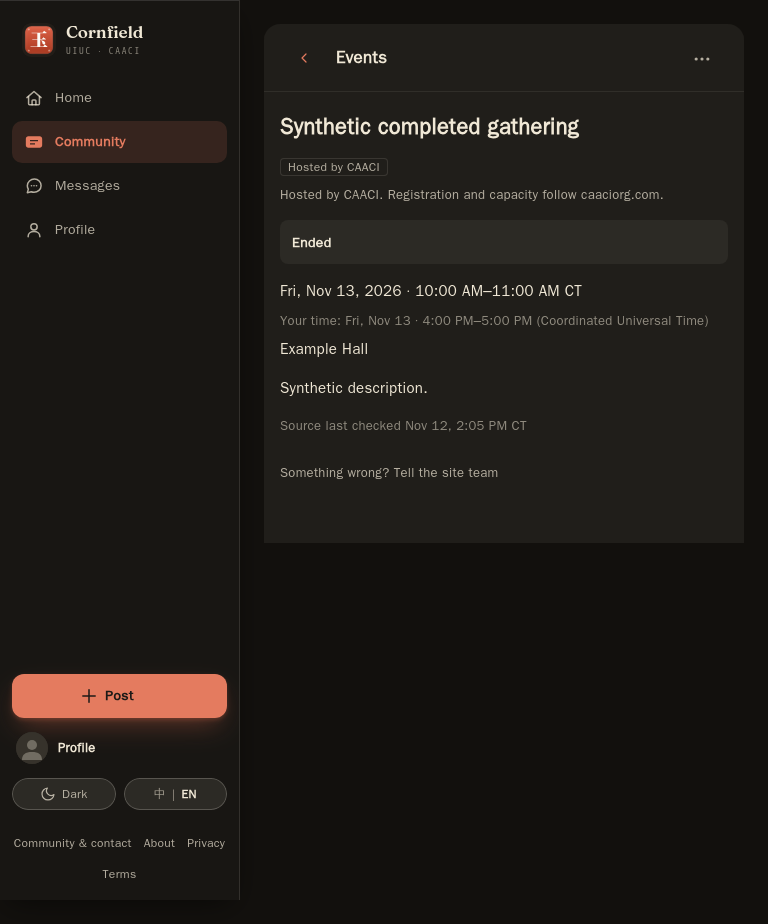 Cornfield
UIUC · CAACI
Home
Community
Messages
Profile
Post
Profile
Dark
中 | EN
Community & contact About Privacy
Terms
Events
Synthetic completed gathering
Hosted by CAACI
Hosted by CAACI. Registration and capacity follow caaciorg.com.
Ended
Fri, Nov 13, 2026 · 10:00 AM–11:00 AM CT
Your time: Fri, Nov 13 · 4:00 PM–5:00 PM (Coordinated Universal Time)
Example Hall
Synthetic description.
Source last checked Nov 12, 2:05 PM CT
Something wrong? Tell the site team